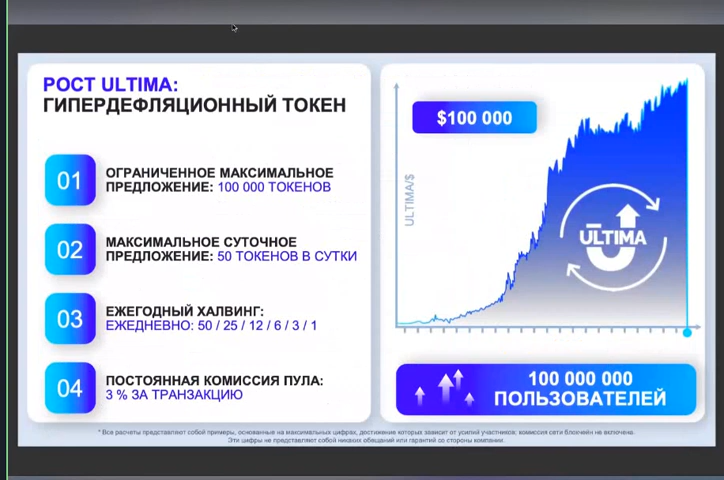 РОСТ ULTIMA:
ГИПЕРДЕФЛЯЦИОННЫЙ ТОКЕН
01
ОГРАНИЧЕННОЕ МАКСИМАЛЬНОЕ
ПРЕДЛОЖЕНИЕ: 100 000 ТОКЕНОВ
02
МАКСИМАЛЬНОЕ СУТОЧНОЕ
ПРЕДЛОЖЕНИЕ: 50 ТОКЕНОВ В СУТКИ
03
ЕЖЕГОДНЫЙ ХАЛВИНГ:
ЕЖЕДНЕВНО: 50 / 25 / 12 / 6 / 3 / 1
04
ПОСТОЯННАЯ КОМИССИЯ ПУЛА:
3 % ЗА ТРАНЗАКЦИЮ
$100 000
ULTIMA/$
ULTIMA
100 000 000
ПОЛЬЗОВАТЕЛЕЙ
* Все расчеты представляют собой примеры, основанные на максимальных цифрах, достижение которых зависит от усилий участников; комиссия сети блокчейн не включена.
Эти цифры не представляют собой никаких обещаний или гарантий со стороны компании.